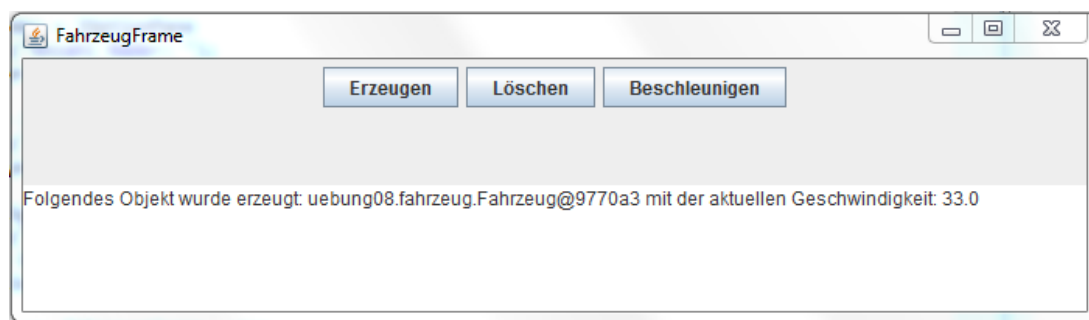 FahrzeugFrame
Erzeugen Löschen Beschleunigen
Folgendes Objekt wurde erzeugt: uebung08.fahrzeug.Fahrzeug@9770a3 mit der aktuellen Geschwindigkeit: 33.0